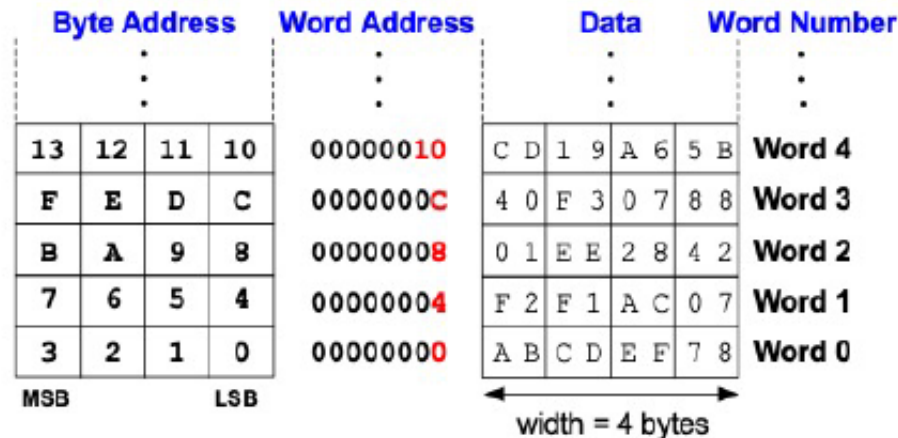 Byte Address Word Address Data Word Number
13 12 11 10 00000010 C D 1 9 A 6 5 B Word 4
F E D C 0000000C 4 0 F 3 0 7 8 8 Word 3
B A 9 8 00000008 0 1 E E 2 8 4 2 Word 2
7 6 5 4 00000004 F 2 F 1 A C 0 7 Word 1
3 2 1 0 00000000 A B C D E F 7 8 Word 0
MSB LSB
width = 4 bytes